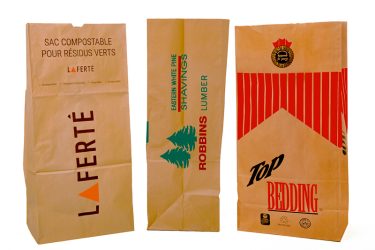 SAC COMPOSTABLE
POUR RÉSIDUS VERTS
LAFERTÉ
LAFERTÉ
EASTERN WHITE PINE
SHAVINGS
ROBBINS LUMBER
Top
BEDDING